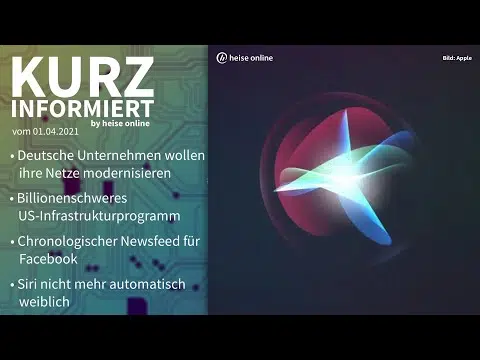 KURZ
INFORMIERT
by heise online
vom 01.04.2021
• Deutsche Unternehmen wollen
ihre Netze modernisieren
• Billionenschweres
US-Infrastrukturprogramm
• Chronologischer Newsfeed für
Facebook
• Siri nicht mehr automatisch
weiblich
heise online
Bild: Apple